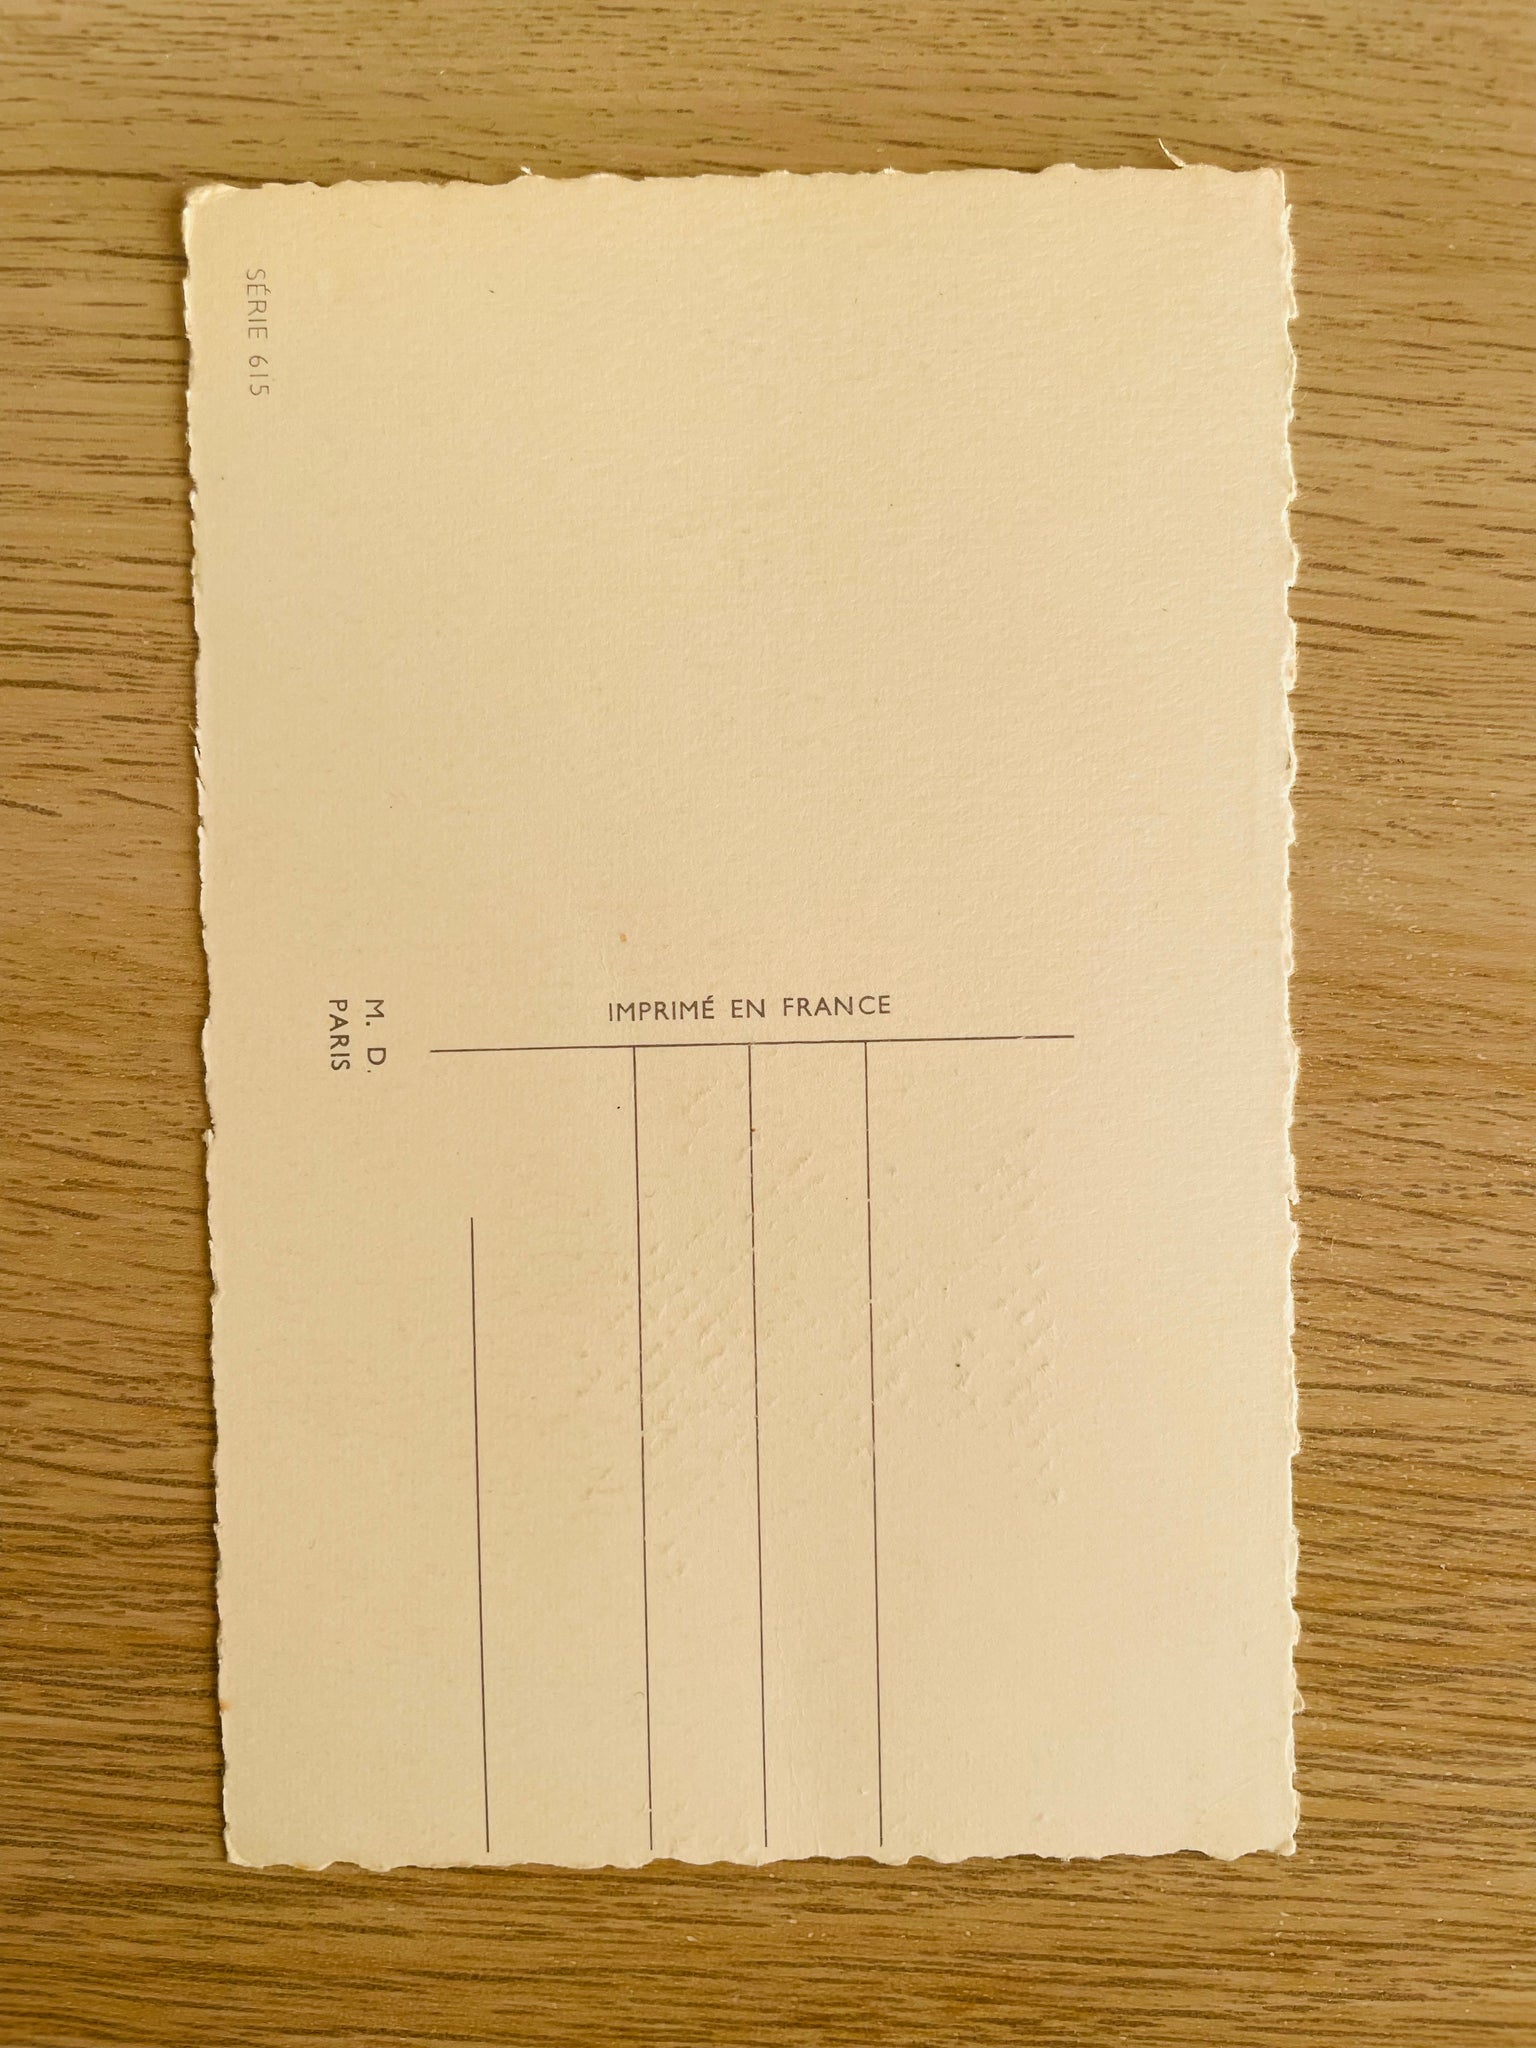 SÉRIE 615
M. D.
PARIS
IMPRIMÉ EN FRANCE